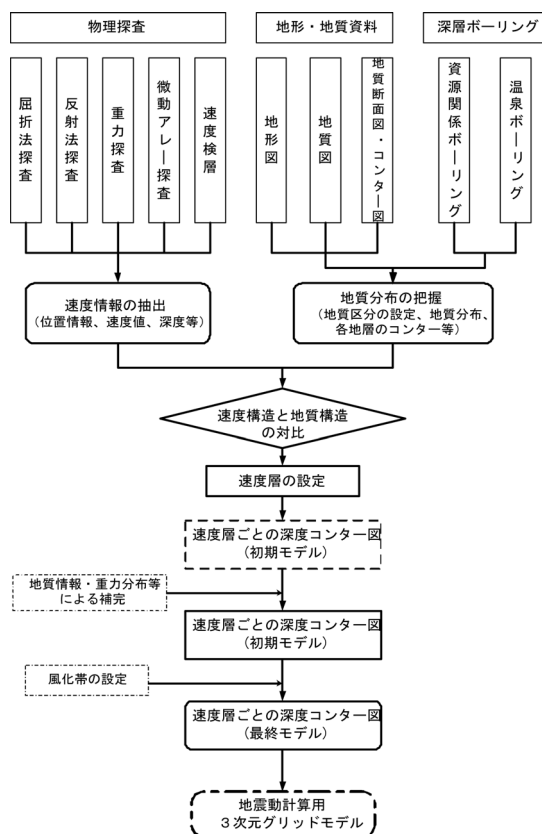 物理探査
地形・地質資料
深層ボーリング
屈折法探査
反射法探査
重力探査
微動アレー探査
速度検層
地形図
地質図
地質断面図・コンター図
資源関係ボーリング
温泉ボーリング
速度情報の抽出
（位置情報、速度値、深度等）
地質分布の把握
（地質区分の設定、地質分布、
各地層のコンター等）
速度構造と地質構造
の対比
速度層の設定
速度層ごとの深度コンター図
（初期モデル）
地質情報・重力分布等
による補完
速度層ごとの深度コンター図
（初期モデル）
風化帯の設定
速度層ごとの深度コンター図
（最終モデル）
地震動計算用
３次元グリッドモデル